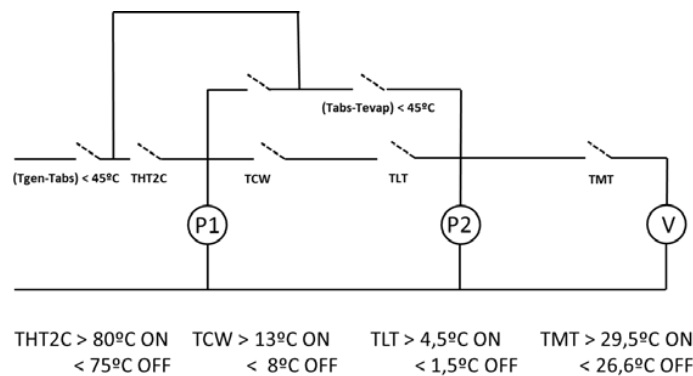 (Tabs-Tevap) < 45ºC
(Tgen-Tabs) < 45ºC THT2C TCW TLT TMT
P1 P2 V
THT2C > 80ºC ON TCW > 13ºC ON TLT > 4,5ºC ON TMT > 29,5ºC ON
< 75ºC OFF < 8ºC OFF < 1,5ºC OFF < 26,6ºC OFF